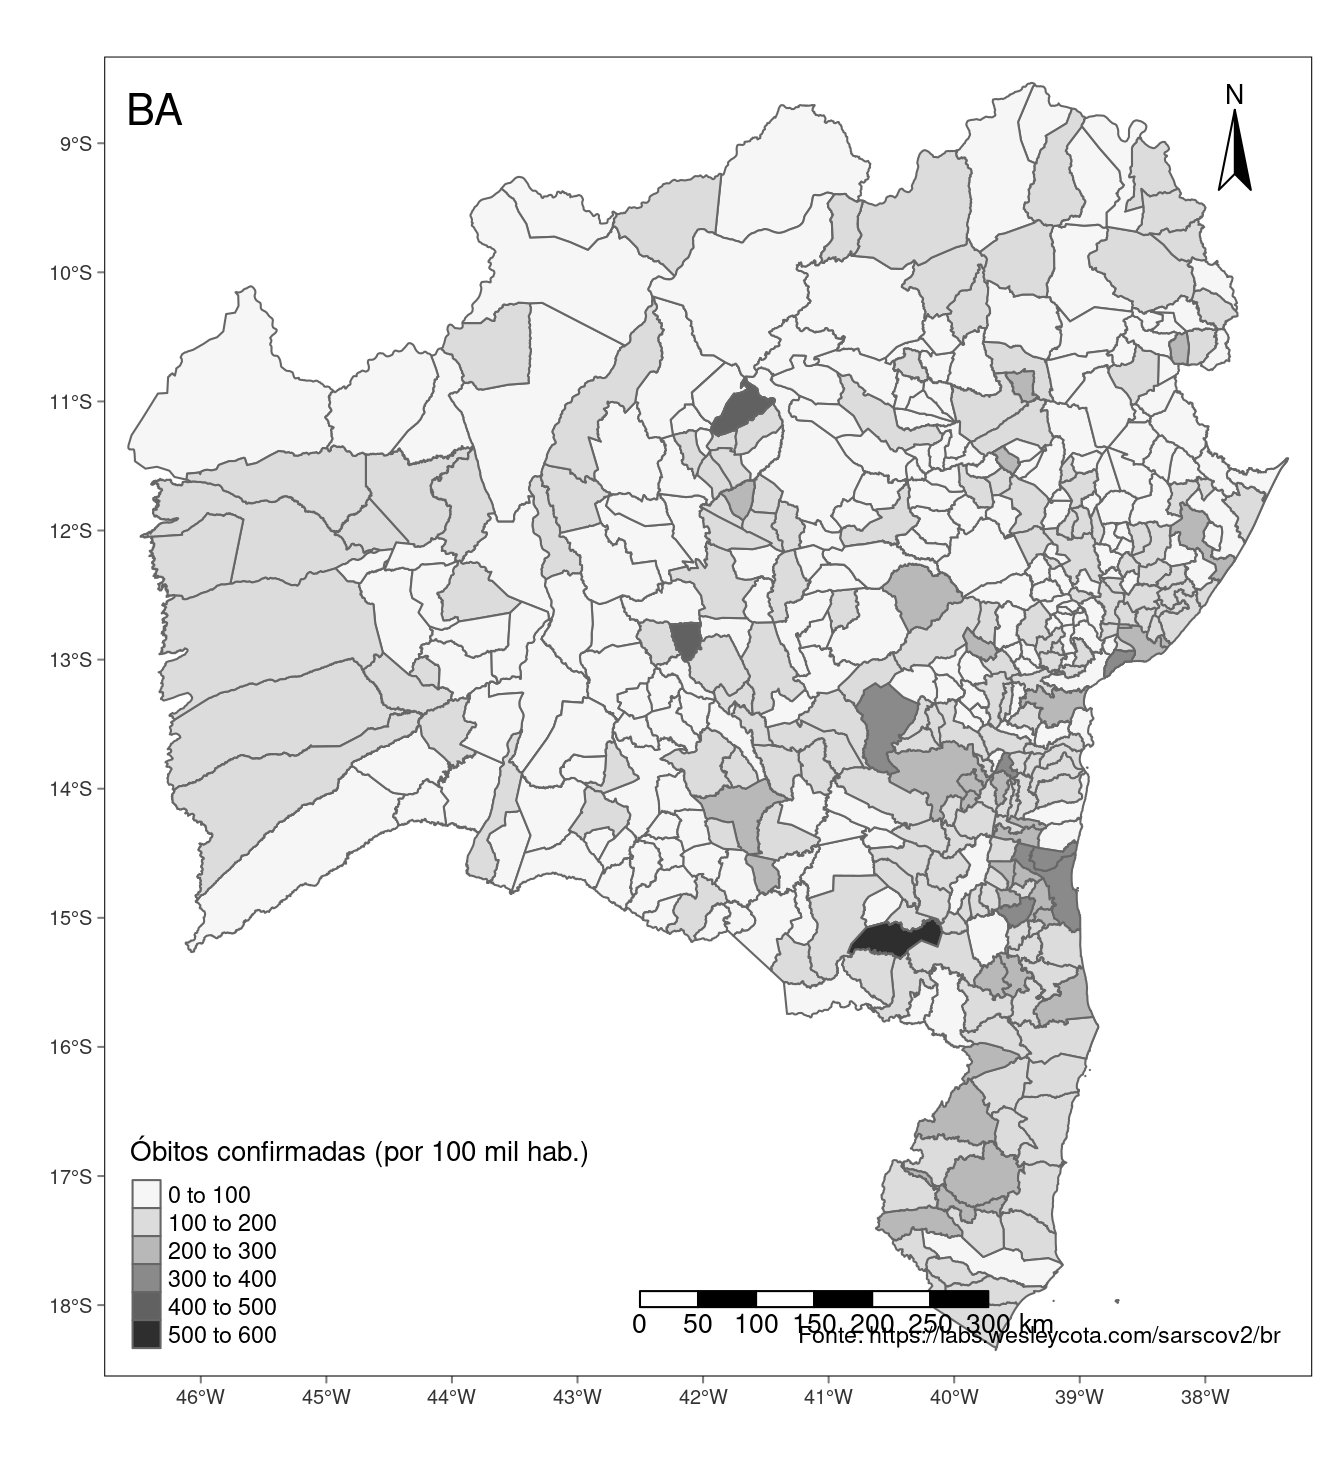 BA
N
9°S
10°S
11°S
12°S
13°S
14°S
15°S
16°S
17°S
18°S
Óbitos confirmadas (por 100 mil hab.)
0 to 100
100 to 200
200 to 300
300 to 400
400 to 500
500 to 600
0 50 100 150 200 250 300 km
Fonte: https://labs.wesleycota.com/sarscov2/br
46°W 45°W 44°W 43°W 42°W 41°W 40°W 39°W 38°W